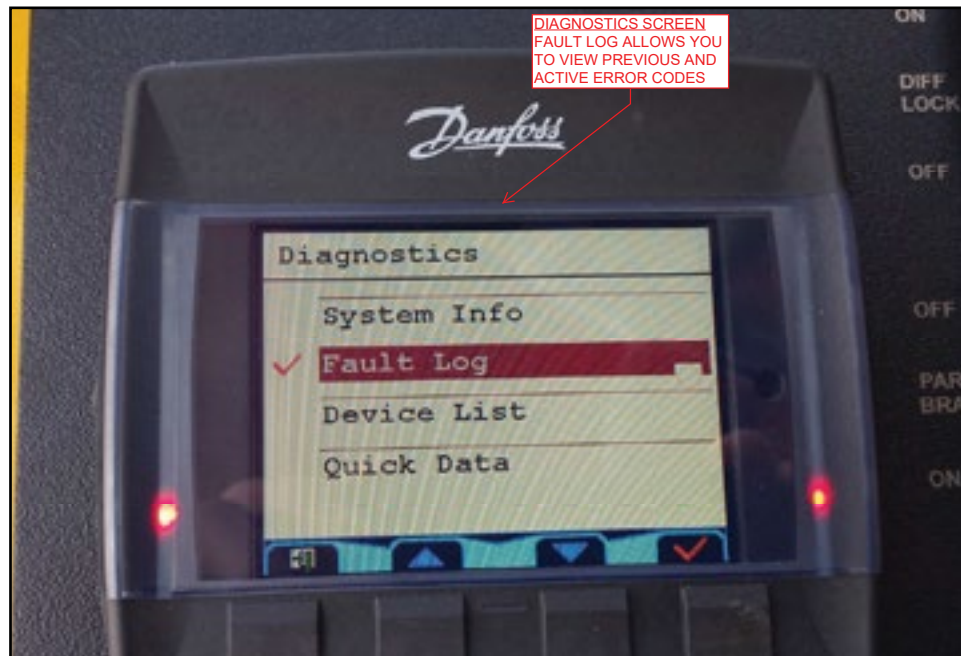 DIAGNOSTICS SCREEN
FAULT LOG ALLOWS YOU
TO VIEW PREVIOUS AND
ACTIVE ERROR CODES
ON
DIFF
LOCK
OFF
Danfoss
Diagnostics
System Info
Fault Log
Device List
Quick Data
OFF
PAR
BRA
ON